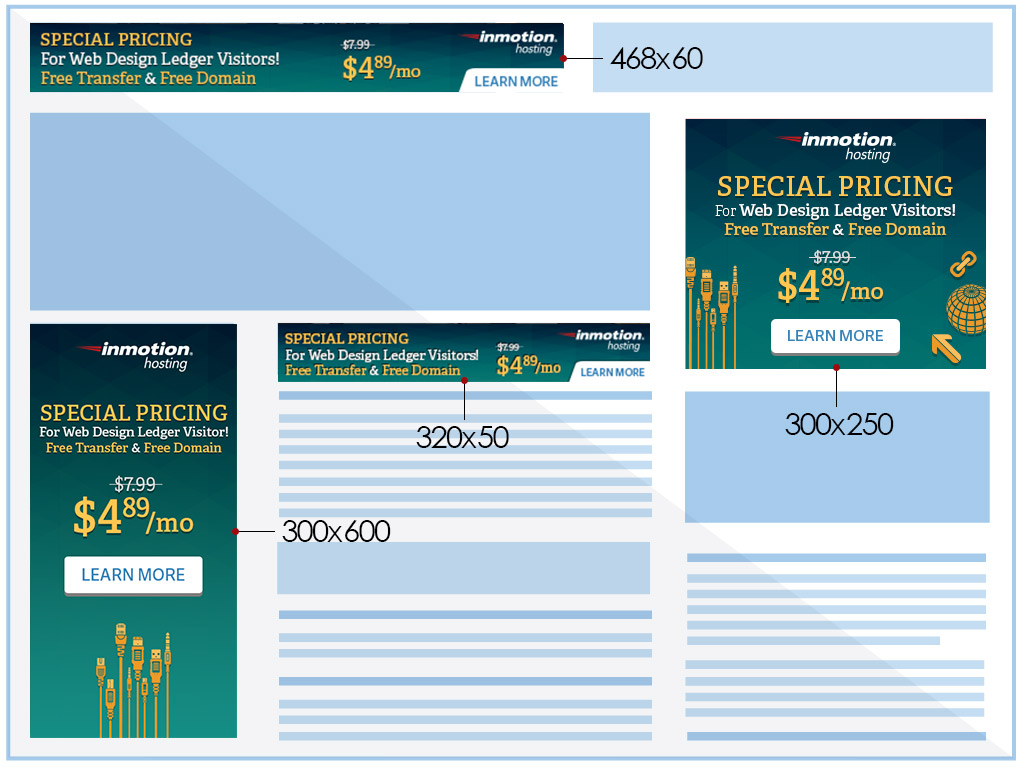 SPECIAL PRICING
For Web Design Ledger Visitors!
Free Transfer & Free Domain
$7.99
$4.89/mo
inmotion.
hosting
LEARN MORE
468x60
inmotion.
hosting
SPECIAL PRICING
For Web Design Ledger Visitors!
Free Transfer & Free Domain
$7.99
$4.89/mo
LEARN MORE
300x250
SPECIAL PRICING
For Web Design Ledger Visitors!
Free Transfer & Free Domain
$7.99
$4.89/mo
inmotion.
hosting
LEARN MORE
320x50
inmotion.
hosting
SPECIAL PRICING
For Web Design Ledger Visitor!
Free Transfer & Free Domain
$7.99
$4.89/mo
LEARN MORE
300x600